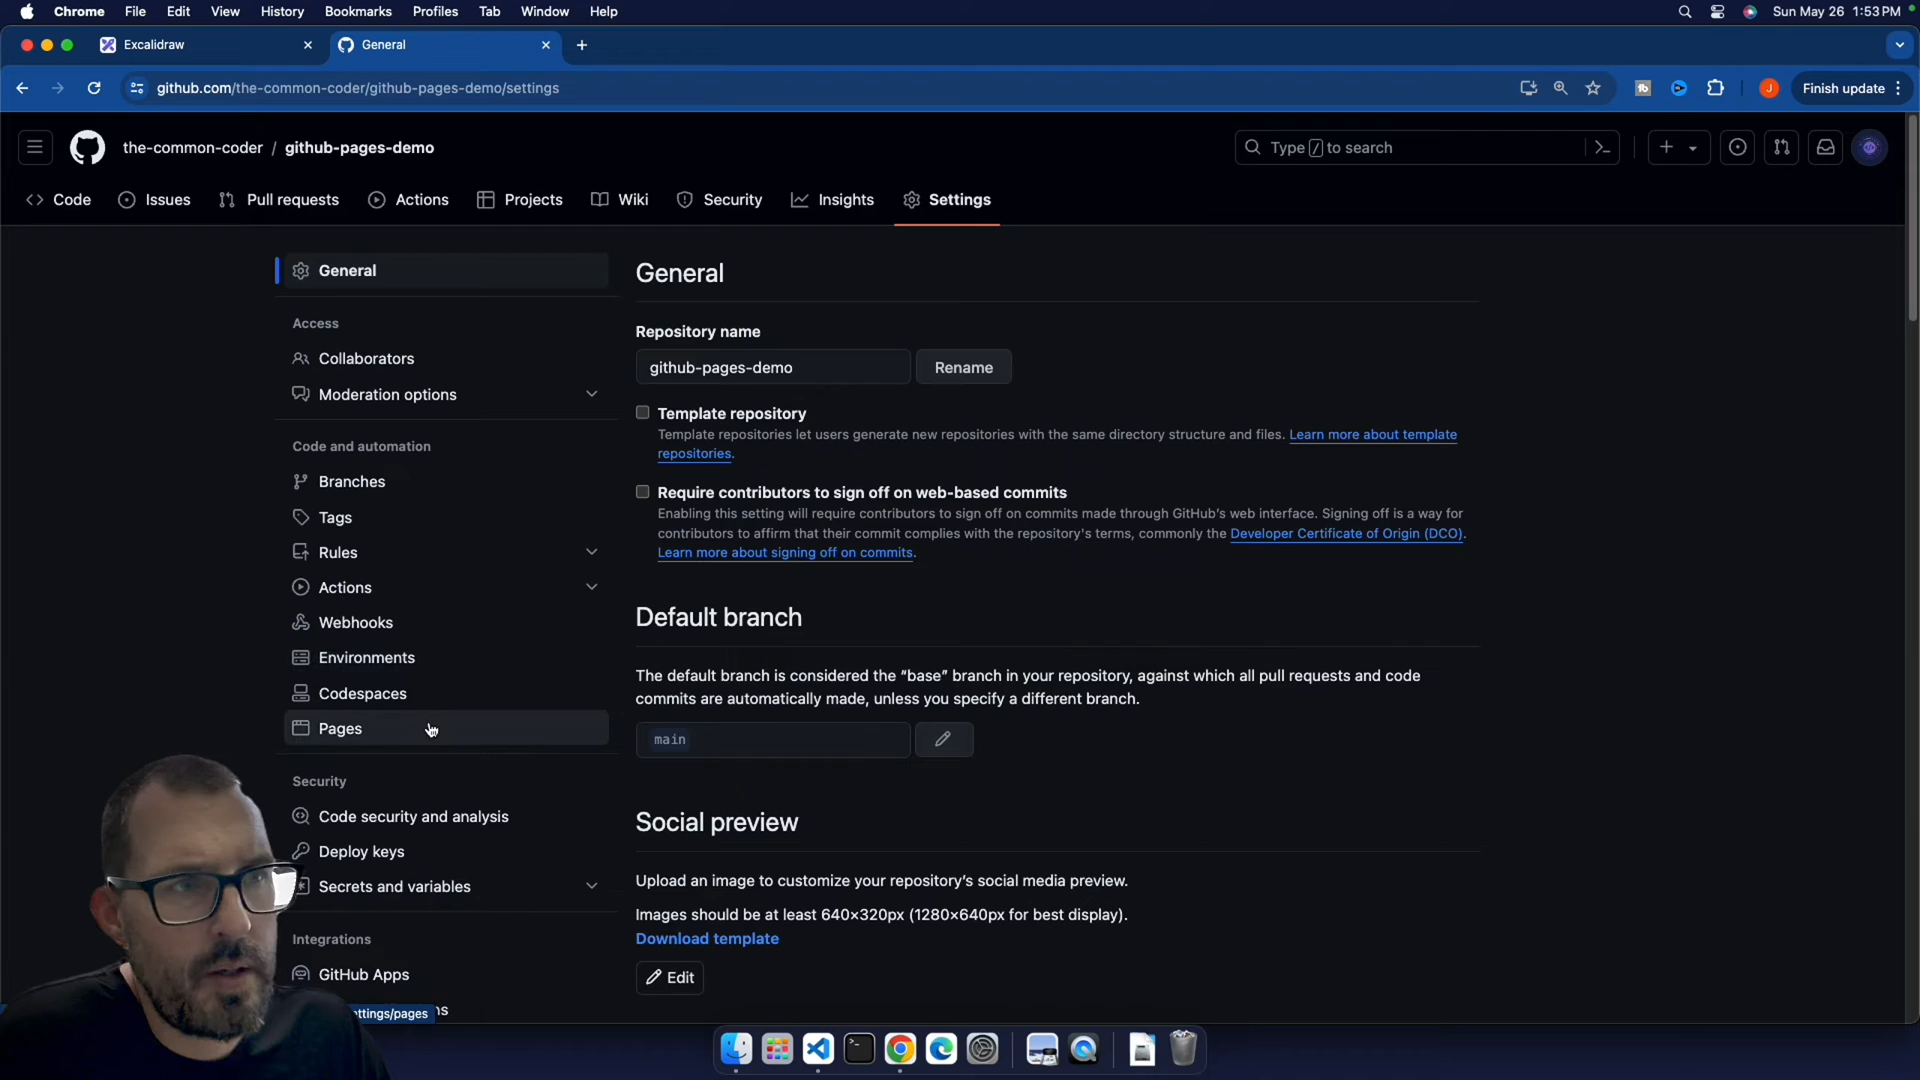 Chrome File Edit View History Bookmarks Profiles Tab Window Help Sun May 26 1:53 PM
Excalidraw General
github.com/the-common-coder/github-pages-demo/settings Finish update
the-common-coder / github-pages-demo Type / to search
Code Issues Pull requests Actions Projects Wiki Security Insights Settings
General
Access
Collaborators
Moderation options
Code and automation
Branches
Tags
Rules
Actions
Webhooks
Environments
Codespaces
Pages
Security
Code security and analysis
Deploy keys
Secrets and variables
Integrations
GitHub Apps
ettings/pages
General
Repository name
github-pages-demo Rename
Template repository
Template repositories let users generate new repositories with the same directory structure and files. Learn more about template
repositories.
Require contributors to sign off on web-based commits
Enabling this setting will require contributors to sign off on commits made through GitHub's web interface. Signing off is a way for
contributors to affirm that their commit complies with the repository's terms, commonly the Developer Certificate of Origin (DCO).
Learn more about signing off on commits.
Default branch
The default branch is considered the “base” branch in your repository, against which all pull requests and code
commits are automatically made, unless you specify a different branch.
main
Social preview
Upload an image to customize your repository’s social media preview.
Images should be at least 640×320px (1280×640px for best display).
Download template
Edit